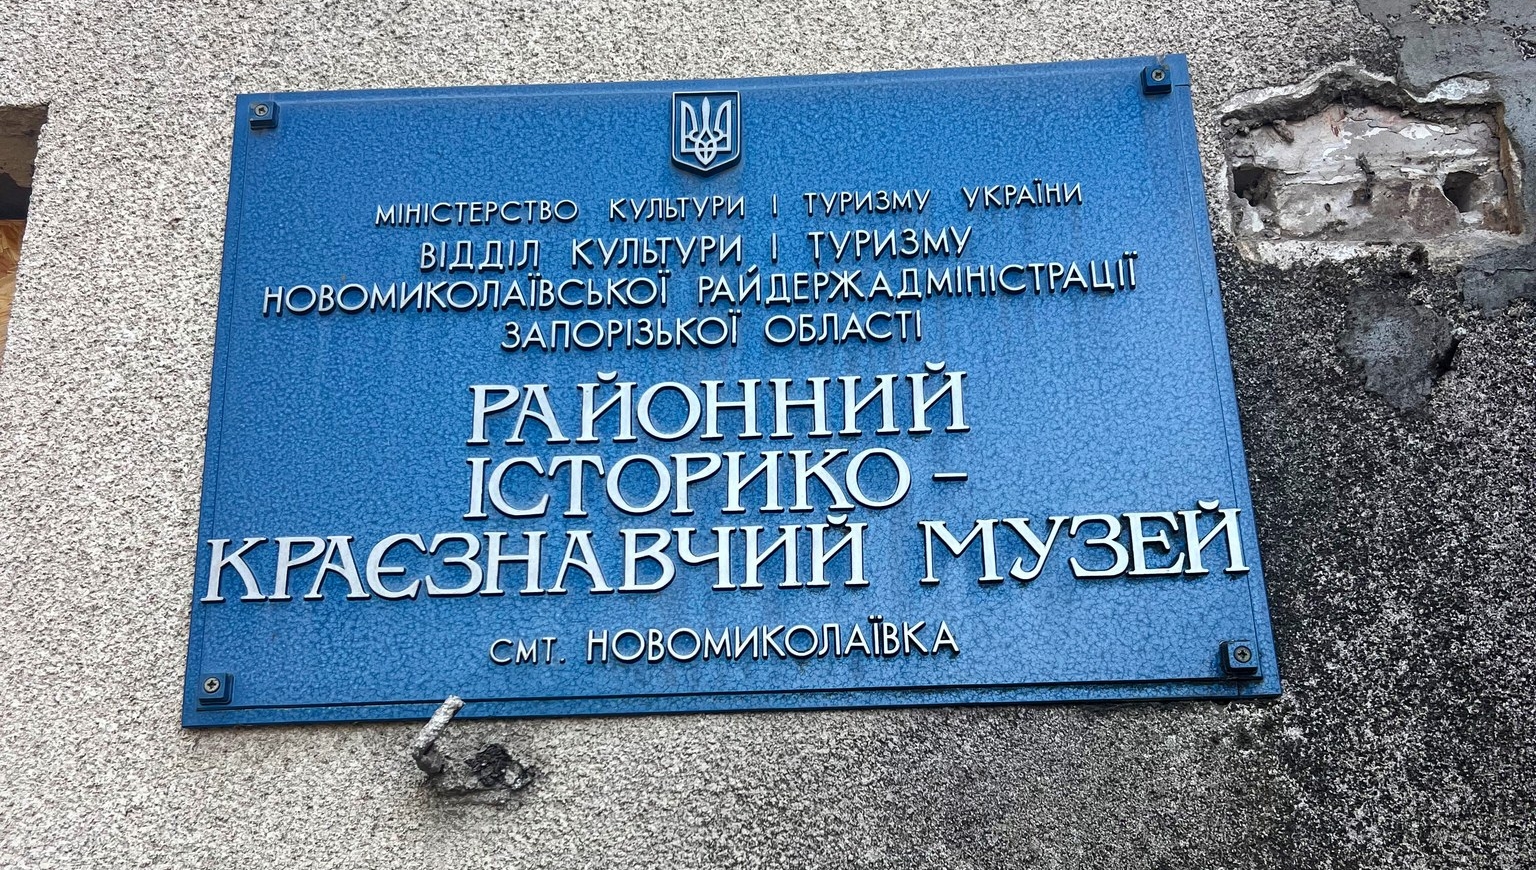 МІНІСТЕРСТВО КУЛЬТУРИ І ТУРИЗМУ УКРАЇНИ
ВІДДІЛ КУЛЬТУРИ І ТУРИЗМУ
НОВОМИКОЛАЇВСЬКОЇ РАЙДЕРЖАДМІНІСТРАЦІЇ
ЗАПОРІЗЬКОЇ ОБЛАСТІ
РАЙОННИЙ
ІСТОРИКО –
КРАЄЗНАВЧИЙ МУЗЕЙ
СМТ. НОВОМИКОЛАЇВКА